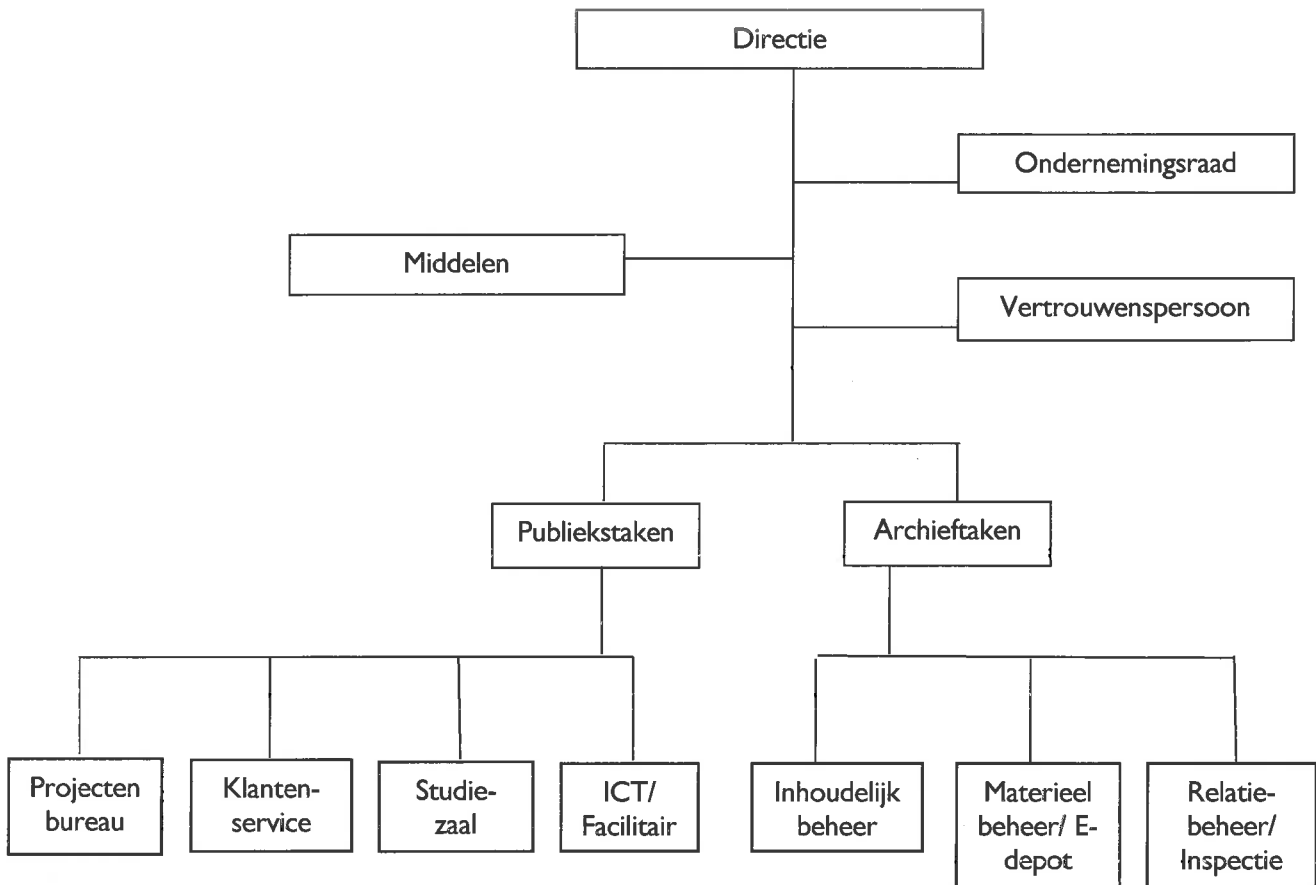 Directie
Ondernemingsraad
Middelen
Vertrouwenspersoon
Publiekstaken
Archieftaken
Projecten
bureau
Klanten-
service
Studie-
zaal
ICT/
Facilitair
Inhoudelijk
beheer
Materieel
beheer/ E-
depot
Relatie-
beheer/
Inspectie